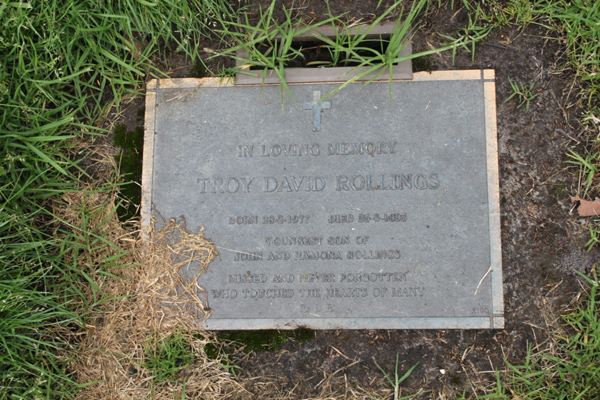 IN LOVING MEMORY
TROY DAVID ROLLINGS
BORN 1977 DIED
YOUNGEST SON OF
JOHN AND RAMONA ROLLINGS
MISSED AND NEVER FORGOTTEN
WHO TOUCHED THE HEARTS OF MANY